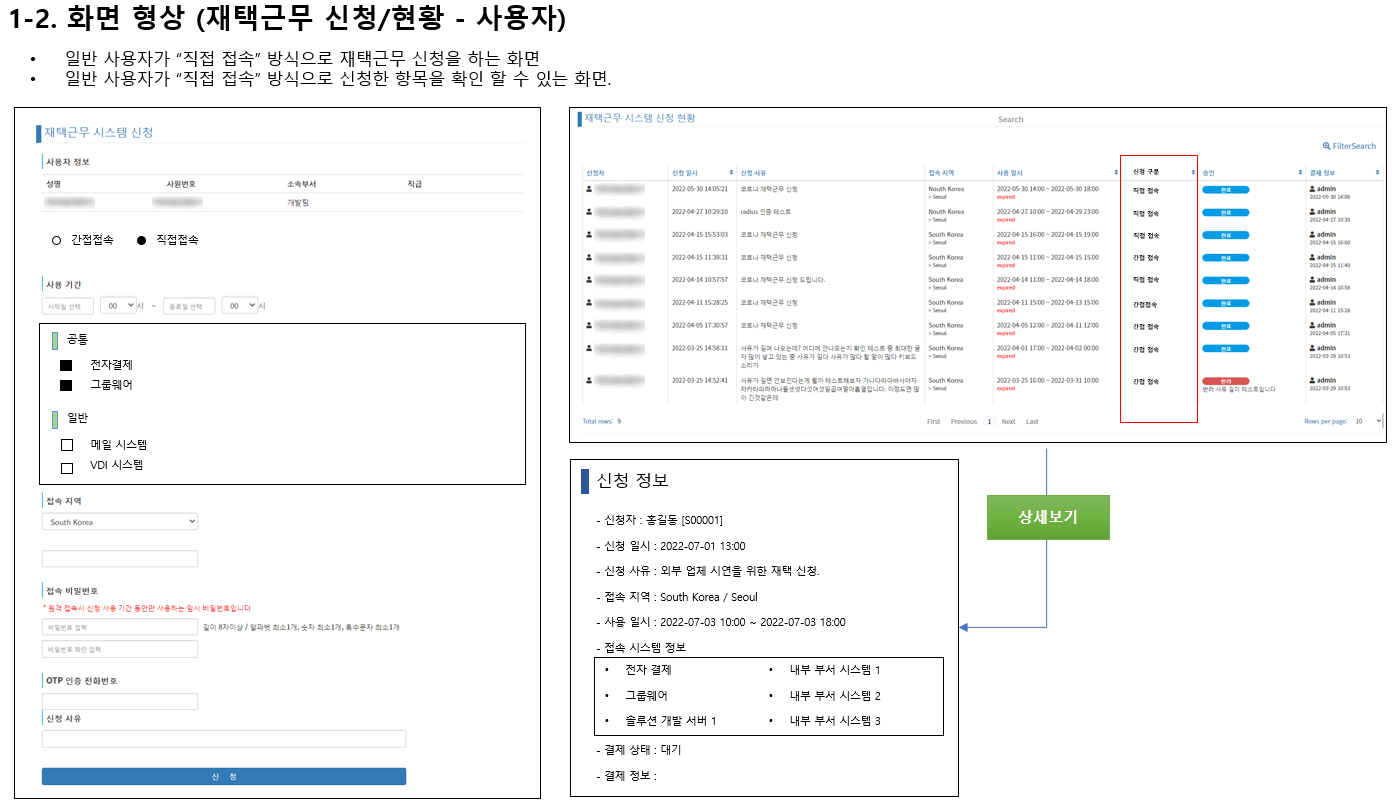 1-2. 화면 형상 (재택근무 신청/현황 - 사용자)
• 일반 사용자가 “직접 접속” 방식으로 재택근무 신청을 하는 화면
• 일반 사용자가 “직접 접속” 방식으로 신청한 항목을 확인 할 수 있는 화면.
재택근무 시스템 신청
사용자 정보
성명 사원번호 소속부서 직급
개발팀
간접접속 직접접속
사용 기간
시작일 선택 00 시 ~ 종료일 선택 00 시
공통
전자결제
그룹웨어
일반
메일 시스템
VDI 시스템
접속 지역
South Korea
접속 비밀번호
* 원격 접속시 신청 사용 기간 동안만 사용하는 임시 비밀번호입니다
비밀번호 입력 길이 8자이상 / 알파벳 최소1개, 숫자 최소1개, 특수문자 최소1개
비밀번호 확인 입력
OTP 인증 전화번호
신청 사유
신 청
재택근무 시스템 신청 현황 Search
FilterSearch
신청자 신청 일시 신청 사유 접속 지역 사용 일시 신청 구분 승인 결재 정보
2022-05-30 14:05:21 코로나 재택근무 신청 Nouth Korea 2022-05-30 14:00 ~ 2022-05-30 18:00 직접 접속 완료 admin
> Seoul expired 2022-05-30 14:06
2022-04-27 10:29:10 radius 인증 테스트 Nouth Korea 2022-04-27 10:00 ~ 2022-04-29 23:00 직접 접속 완료 admin
> Seoul expired 2022-04-27 10:30
2022-04-15 15:53:03 코로나 재택근무 신청 South Korea 2022-04-15 16:00 ~ 2022-04-15 19:00 직접 접속 완료 admin
> Seoul expired 2022-04-15 16:00
2022-04-15 11:39:31 코로나 재택근무 신청 South Korea 2022-04-15 11:00 ~ 2022-04-15 15:00 간접 접속 완료 admin
> Seoul expired 2022-04-15 11:40
2022-04-14 10:57:57 코로나 재택근무 신청 드립니다. South Korea 2022-04-14 11:00 ~ 2022-04-14 18:00 직접 접속 완료 admin
> Seoul expired 2022-04-14 10:58
2022-04-11 15:28:25 코로나 재택근무 신청 South Korea 2022-04-11 15:00 ~ 2022-04-13 15:00 간접접속 완료 admin
> Seoul expired 2022-04-11 15:28
2022-04-05 17:30:57 코로나 재택근무 신청 South Korea 2022-04-05 12:00 ~ 2022-04-11 12:00 간접 접속 완료 admin
> Seoul expired 2022-04-05 17:31
2022-03-25 14:58:11 사유가 길며 나오는데? 어디에 안나오는지 확인 테스트 중 최대한 글 South Korea 2022-04-01 17:00 ~ 2022-04-02 00:00 간접 접속 완료 admin
자 많이 넣고 있는 중 사유가 길다 사유가 많다 할 말이 많다 키보드 > Seoul expired 2022-03-29 10:53
소리가
2022-03-25 14:52:41 사유가 길면 안보인다는게 뭘까 테스트해보자 가나다라마바사아자 South Korea 2022-03-25 16:00 ~ 2022-03-31 10:00 간접 접속 반려 admin
차카타파하하나둘셋넷다섯여섯일곱여덟아홉열입니다. 이정도면 많 > Seoul expired 반려 사유 길이 테스트입니다 2022-03-29 10:53
이 긴것같은데
Total rows: 9 First Previous 1 Next Last Rows per page: 10
상세보기
신청 정보
- 신청자 : 홍길동 [S00001]
- 신청 일시 : 2022-07-01 13:00
- 신청 사유 : 외부 업체 시연을 위한 재택 신청.
- 접속 지역 : South Korea / Seoul
- 사용 일시 : 2022-07-03 10:00 ~ 2022-07-03 18:00
- 접속 시스템 정보
• 전자 결제 • 내부 부서 시스템 1
• 그룹웨어 • 내부 부서 시스템 2
• 솔루션 개발 서버 1 • 내부 부서 시스템 3
- 결제 상태 : 대기
- 결제 정보 :